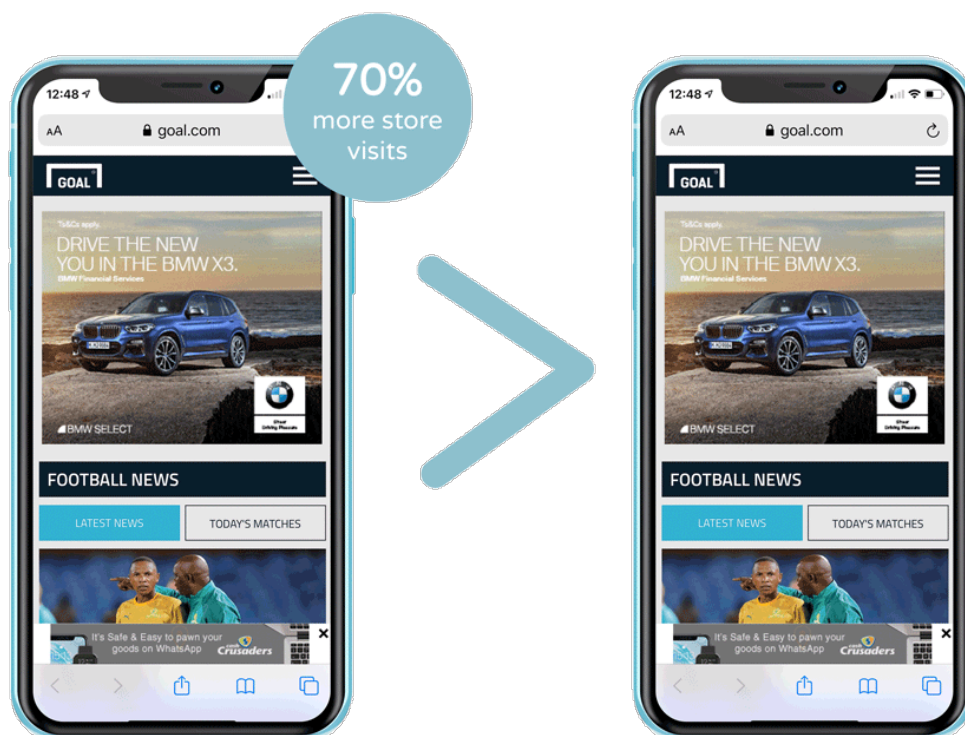 70%
more store
visits
12:48
AA
goal.com
GOAL
Ts&Cs apply.
DRIVE THE NEW
YOU IN THE BMW X3.
BMW Financial Services
BMW SELECT
FOOTBALL NEWS
LATEST NEWS
TODAY'S MATCHES
It's Safe & Easy to pawn your
goods on WhatsApp
cash
Crusaders
x
>
12:48
AA
goal.com
GOAL
Ts&Cs apply.
DRIVE THE NEW
YOU IN THE BMW X3.
BMW Financial Services
BMW SELECT
FOOTBALL NEWS
LATEST NEWS
TODAY'S MATCHES
It's Safe & Easy to pawn your
goods on WhatsApp
cash
Crusaders
x